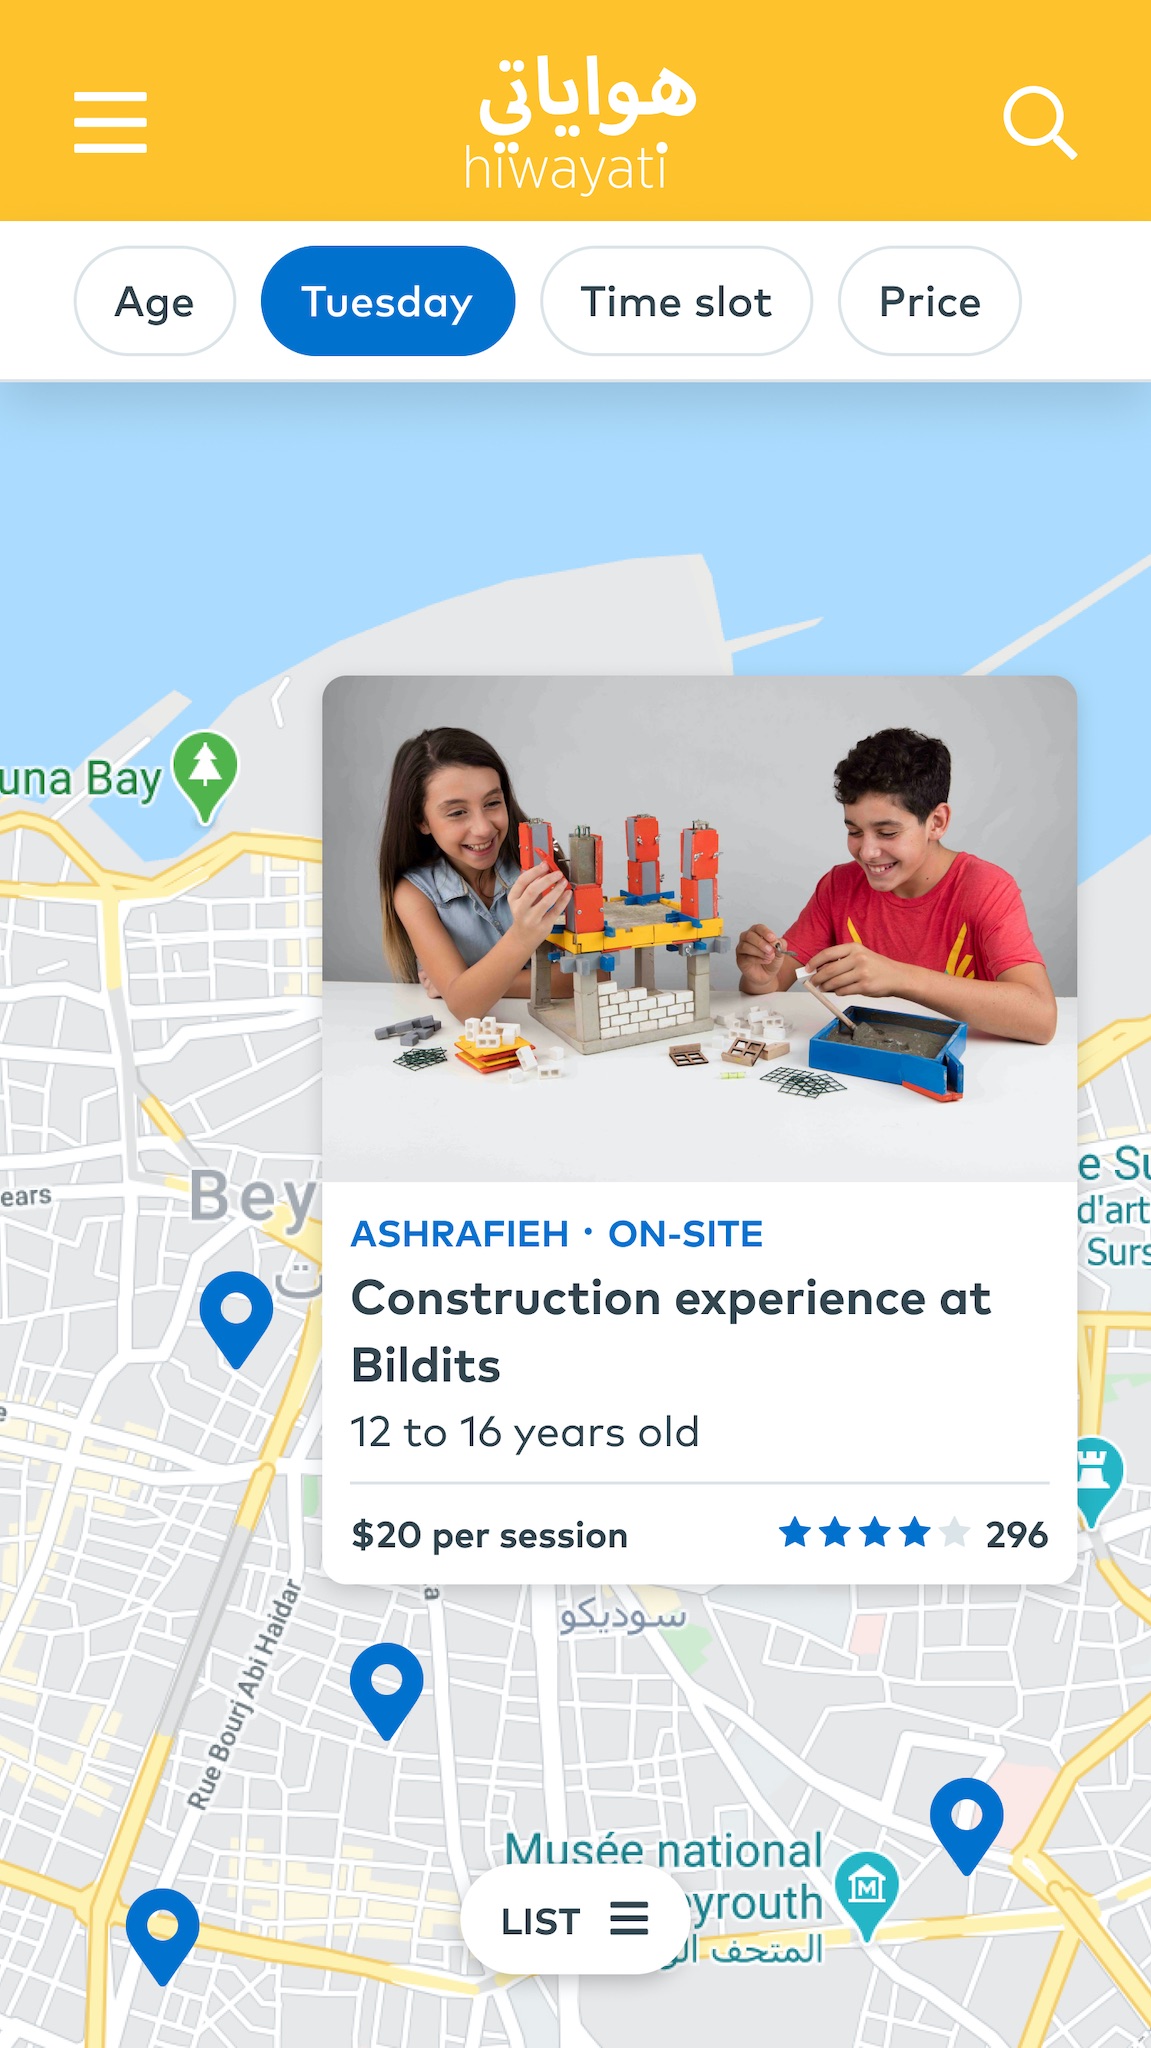 هواياتي
hiwayati
Age
Tuesday
Time slot
Price
una Bay
Bey
ت
ears
e Su
d'art
Surs
ASHRAFIEH · ON-SITE
Construction experience at
Bildits
12 to 16 years old
$20 per session
296
a
سوديكو
Rue Bourj Abi Haidar
Musée national
eyrouth
المتحف ال
M
LIST